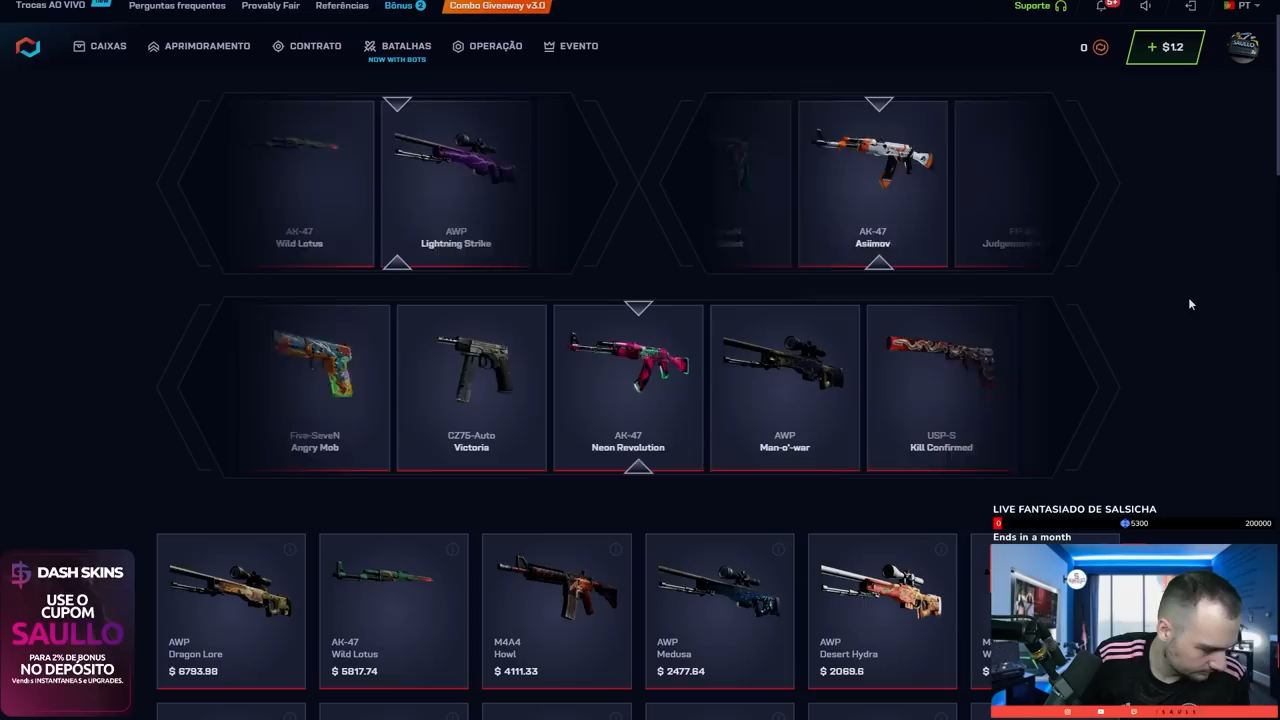 Trocas AO VIVO
Perguntas frequentes
Provably Fair
Referências
Bônus 2
Combo Giveaway v3.0
Suporte
5+
PT
CAIXAS
APRIMORAMENTO
CONTRATO
BATALHAS
NOW WITH BOTS
OPERAÇÃO
EVENTO
0
+ $1.2
AK-47
Wild Lotus
AWP
Lightning Strike
AK-47
Asiimov
Five-SeveN
Angry Mob
CZ75-Auto
Victoria
AK-47
Neon Revolution
AWP
Man-o'-war
USP-S
Kill Confirmed
LIVE FANTASIADO DE SALSICHA
0
5300
200000
Ends in a month
DASH SKINS
USE O
CUPOM
SAULLO
PARA 2% DE BONUS
NO DEPÓSITO
AWP
Dragon Lore
$ 6793.98
AK-47
Wild Lotus
$ 5817.74
M4A4
Howl
$ 4111.33
AWP
Medusa
$ 2477.64
AWP
Desert Hydra
$ 2069.6